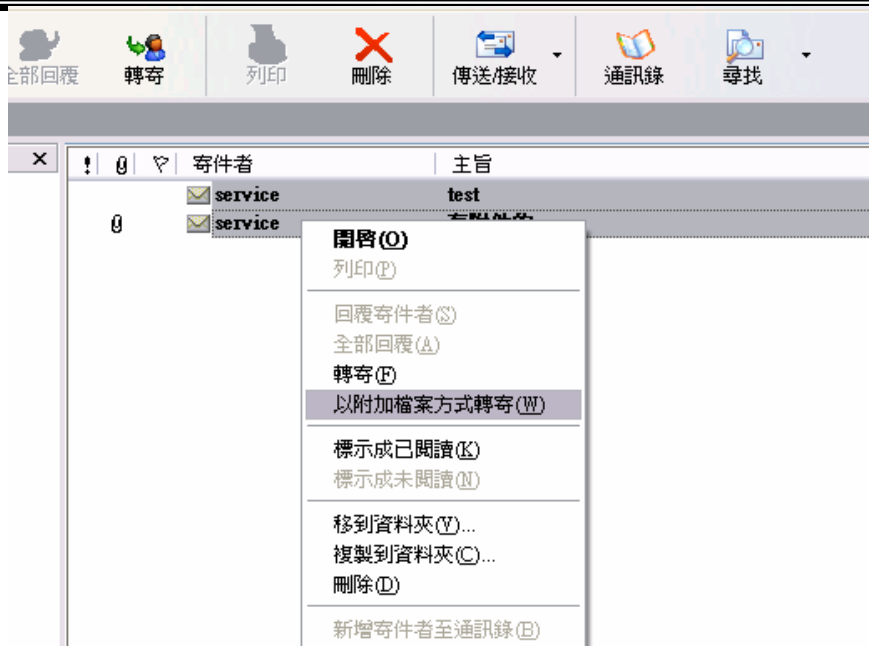 全部回覆 轉寄 列印 刪除 傳送/接收 通訊錄 尋找
寄件者 主旨
service test
service 有附件的
開啓(O)
列印(P)
回覆寄件者(S)
全部回覆(A)
轉寄(F)
以附加檔案方式轉寄(W)
標示成已閱讀(K)
標示成未閱讀(N)
移到資料夾(V)...
複製到資料夾(C)...
刪除(D)
新增寄件者至通訊錄(B)